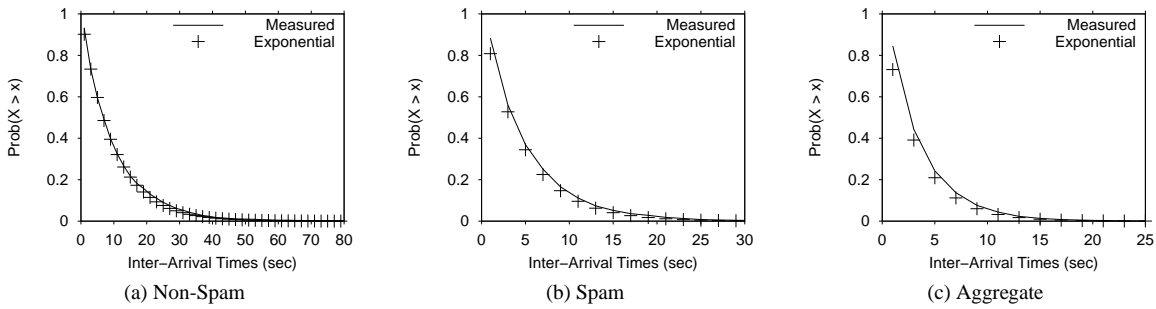 Measured
Exponential
Prob(X > x)
1
0.8
0.6
0.4
0.2
0
0 10 20 30 40 50 60 70 80
Inter−Arrival Times (sec)
(a) Non-Spam
Measured
Exponential
Prob(X > x)
1
0.8
0.6
0.4
0.2
0
0 5 10 15 20 25 30
Inter−Arrival Times (sec)
(b) Spam
Measured
Exponential
Prob(X > x)
1
0.8
0.6
0.4
0.2
0
0 5 10 15 20 25
Inter−Arrival Times (sec)
(c) Aggregate